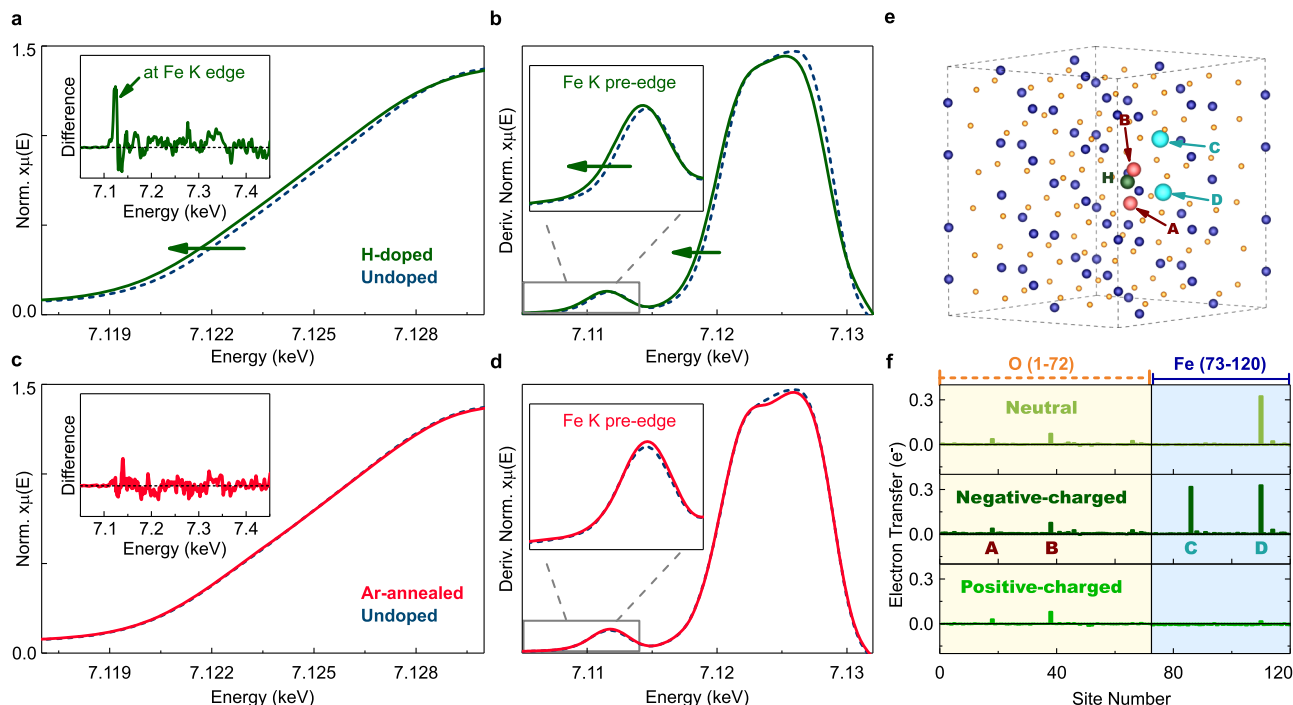 a
1.5
0.0
Norm. xμ(E)
Difference
at Fe K edge
7.1 7.2 7.3 7.4
Energy (keV)
H-doped
Undoped
7.119 7.122 7.125 7.128
Energy (keV)
b
Deriv. Norm. xμ(E)
Fe K pre-edge
7.11 7.12 7.13
Energy (keV)
c
1.5
0.0
Norm. xμ(E)
Difference
7.1 7.2 7.3 7.4
Energy (keV)
Ar-annealed
Undoped
7.119 7.122 7.125 7.128
Energy (keV)
d
Deriv. Norm. xμ(E)
Fe K pre-edge
7.11 7.12 7.13
Energy (keV)
e
B
C
H
D
A
f
O (1-72) Fe (73-120)
Electron Transfer (e-)
0.3
Neutral
0.0
0.3
Negative-charged
0.0
A B C D
0.3
Positive-charged
0.0
0 40 80 120
Site Number